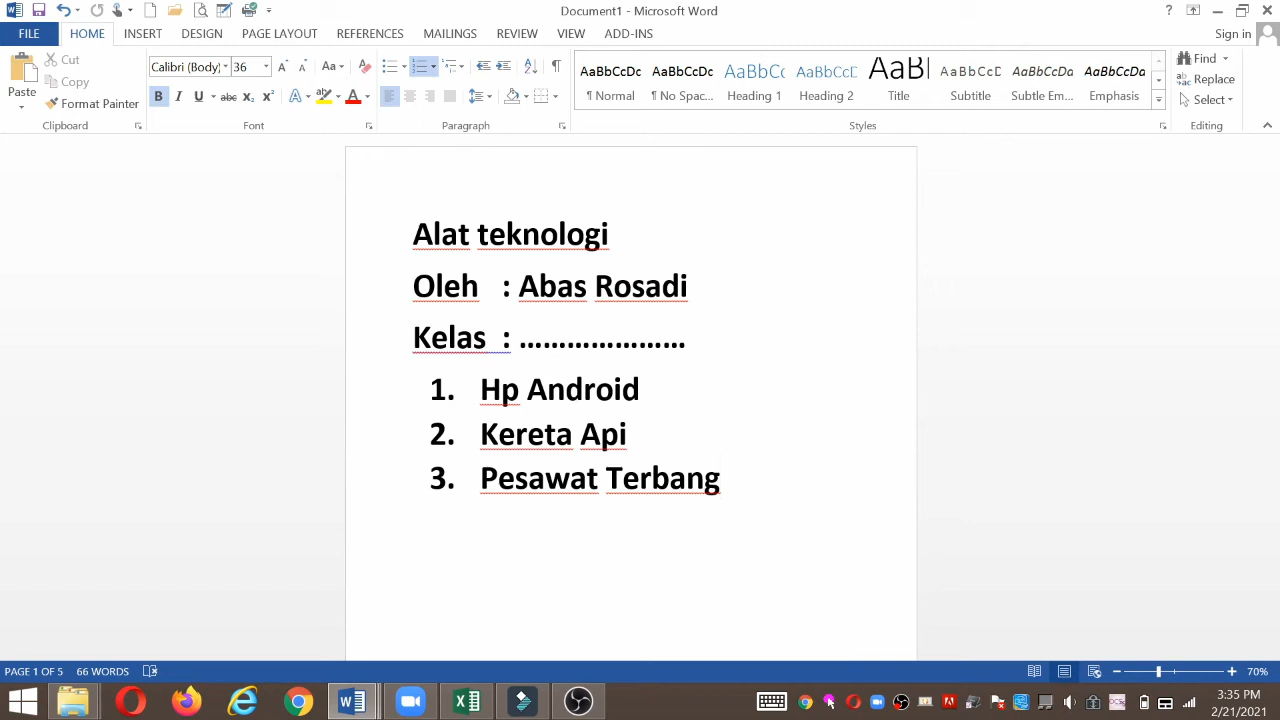 Document1 - Microsoft Word
FILE HOME INSERT DESIGN PAGE LAYOUT REFERENCES MAILINGS REVIEW VIEW ADD-INS Sign in
Paste Cut Copy Format Painter
Calibri (Body) 36
AaBbCcDc AaBbCcDc AaBbCc AaBbCcC AaBl AaBbCcD AaBbCcDc AaBbCcDc
¶ Normal ¶ No Spac... Heading 1 Heading 2 Title Subtitle Subtle Em... Emphasis
Find Replace Select
Clipboard Font Paragraph Styles Editing
Alat teknologi
Oleh : Abas Rosadi
Kelas : .....................
1. Hp Android
2. Kereta Api
3. Pesawat Terbang
PAGE 1 OF 5 66 WORDS 70%
3:35 PM
2/21/2021